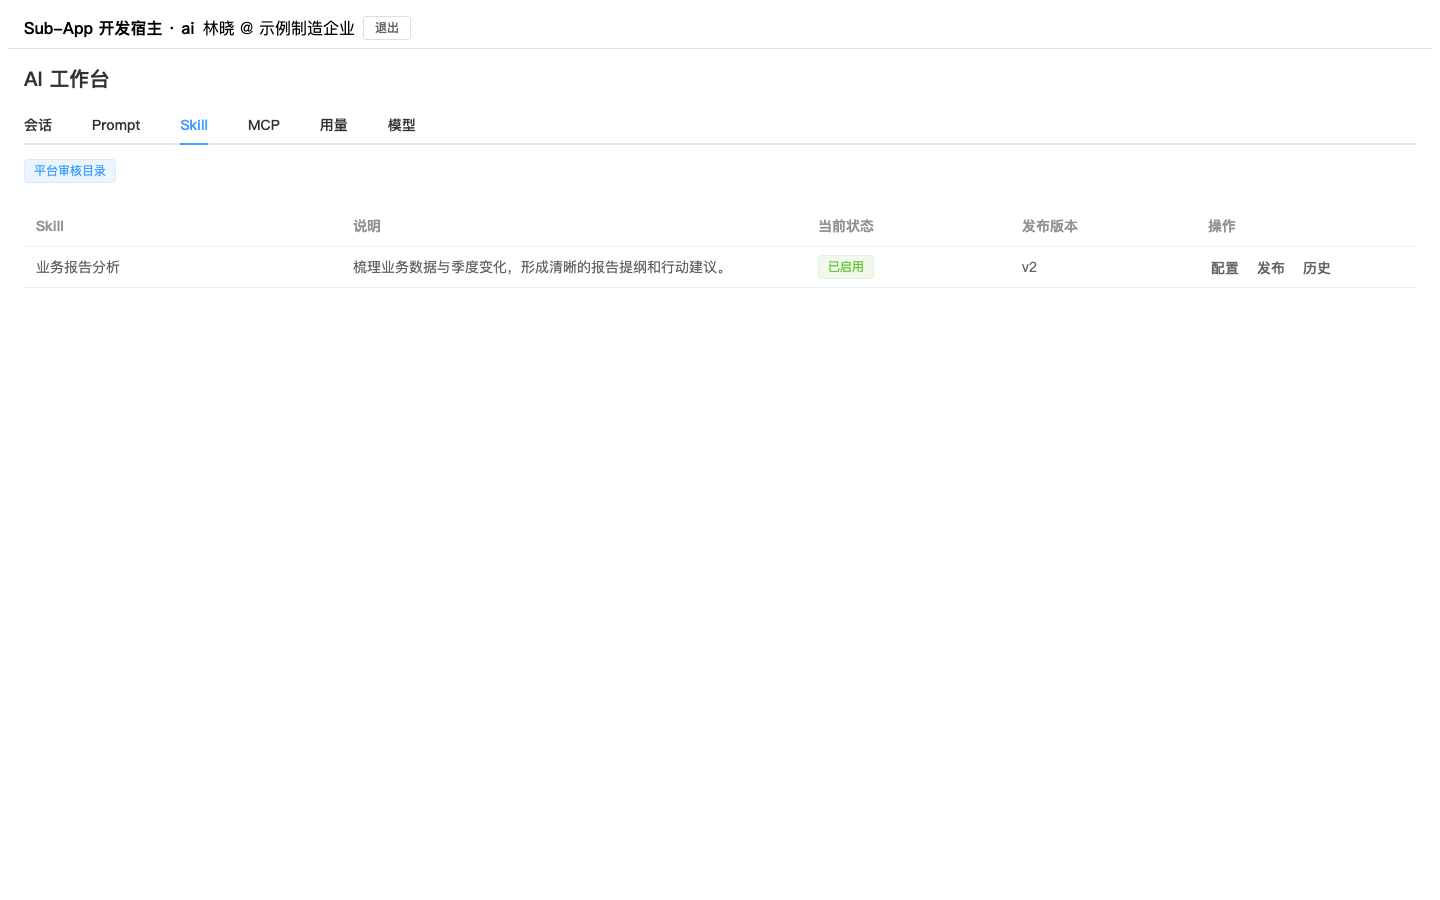 Sub-App 开发宿主 · ai 林晓 @ 示例制造企业 退出
AI 工作台
会话 Prompt Skill MCP 用量 模型
平台审核目录
Skill 说明 当前状态 发布版本 操作
业务报告分析 梳理业务数据与季度变化，形成清晰的报告提纲和行动建议。 已启用 v2 配置 发布 历史